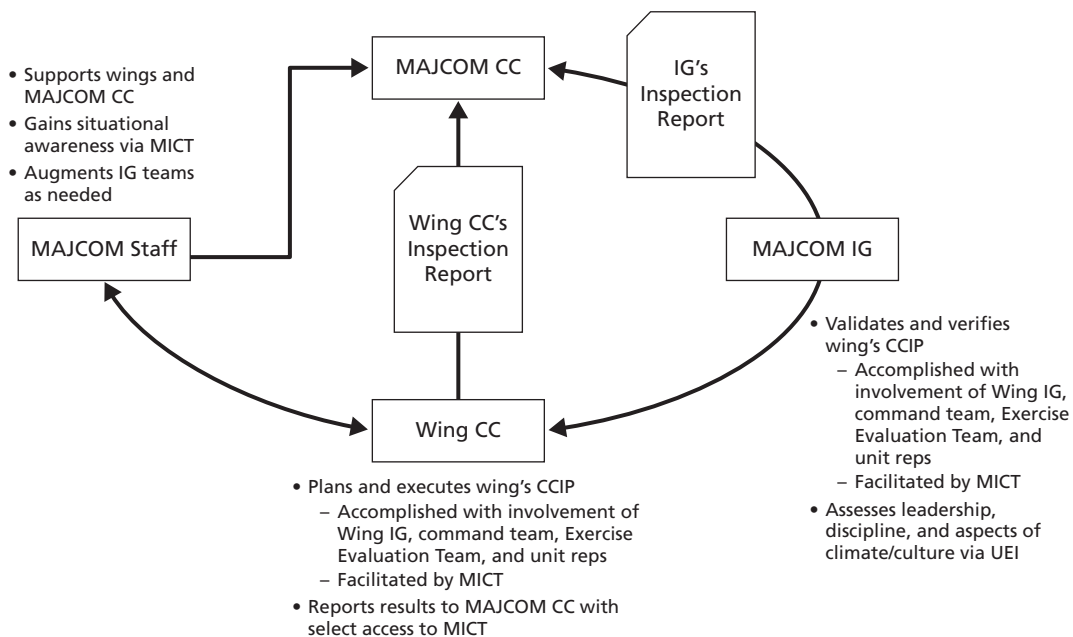 • Supports wings and
MAJCOM CC
• Gains situational
awareness via MICT
• Augments IG teams
as needed
MAJCOM CC
IG's
Inspection
Report
MAJCOM Staff
Wing CC's
Inspection
Report
MAJCOM IG
Wing CC
• Plans and executes wing's CCIP
– Accomplished with involvement of
Wing IG, command team, Exercise
Evaluation Team, and unit reps
– Facilitated by MICT
• Reports results to MAJCOM CC with
select access to MICT
• Validates and verifies
wing's CCIP
– Accomplished with
involvement of Wing IG,
command team, Exercise
Evaluation Team, and
unit reps
– Facilitated by MICT
• Assesses leadership,
discipline, and aspects of
climate/culture via UEI